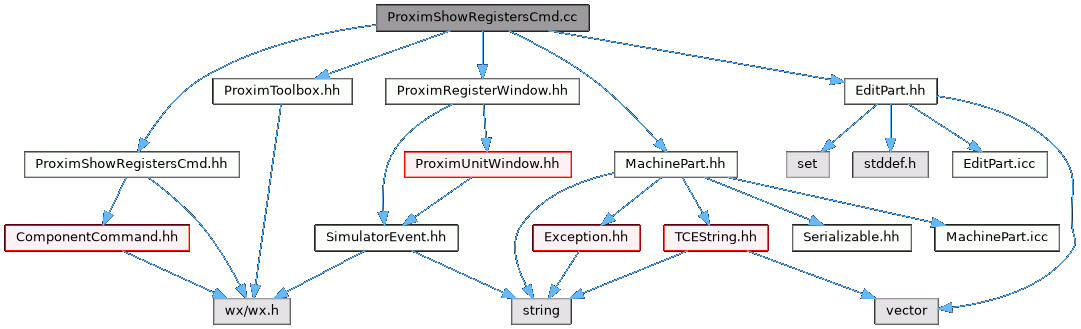 ProximShowRegistersCmd.cc
ProximToolbox.hh
ProximRegisterWindow.hh
EditPart.hh
ProximShowRegistersCmd.hh
ProximUnitWindow.hh
MachinePart.hh
set
stddef.h
EditPart.icc
ComponentCommand.hh
SimulatorEvent.hh
Exception.hh
TCEString.hh
Serializable.hh
MachinePart.icc
wx/wx.h
string
vector